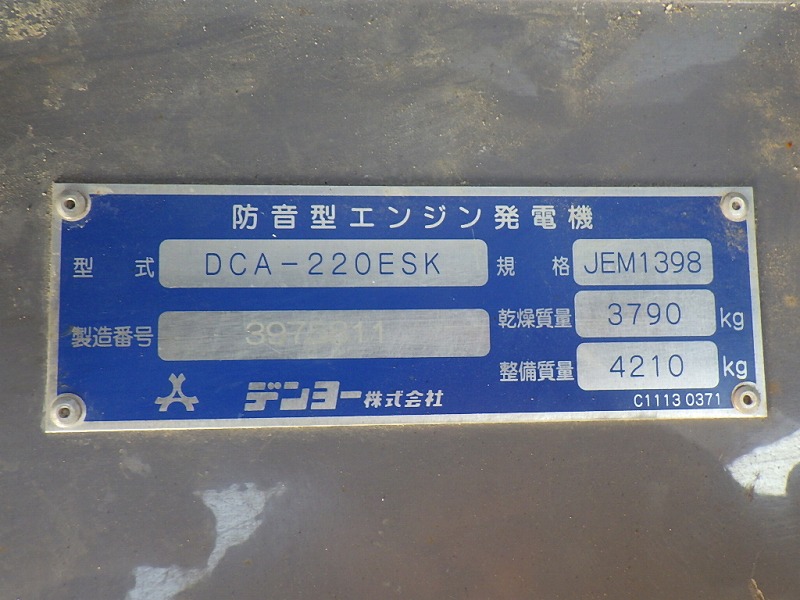 防音型エンジン発電機
型式 DCA-220ESK 規格 JEM1398
製造番号
乾燥質量 3790 kg
整備質量 4210 kg
デンヨー株式会社
C1113 0371